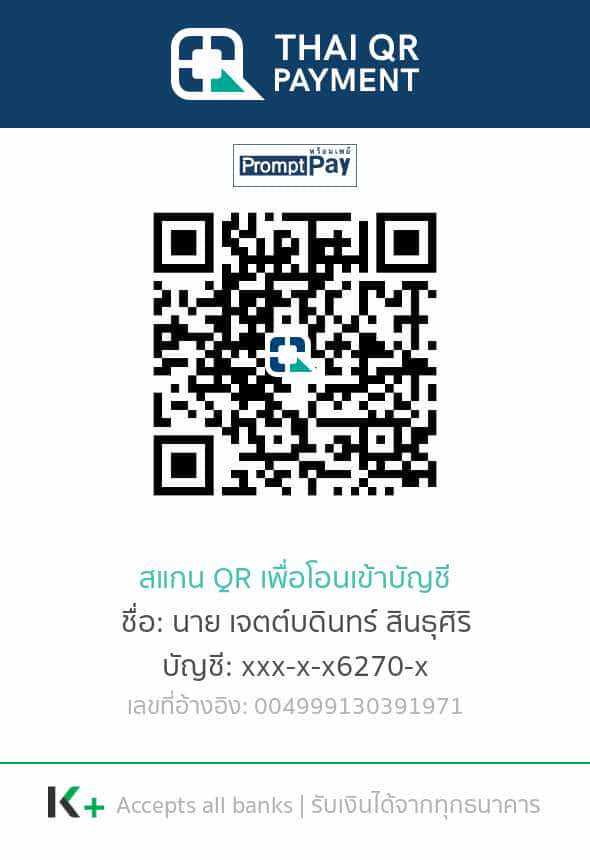 THAI QR
PAYMENT
พร้อมเพย์
PromptPay
สแกน QR เพื่อโอนเข้าบัญชี
ชื่อ: นาย เจตต์บดินทร์ สินธุศิริ
บัญชี: xxx-x-x6270-x
เลขที่อ้างอิง: 004999130391971
K+ Accepts all banks | รับเงินได้จากทุกธนาคาร